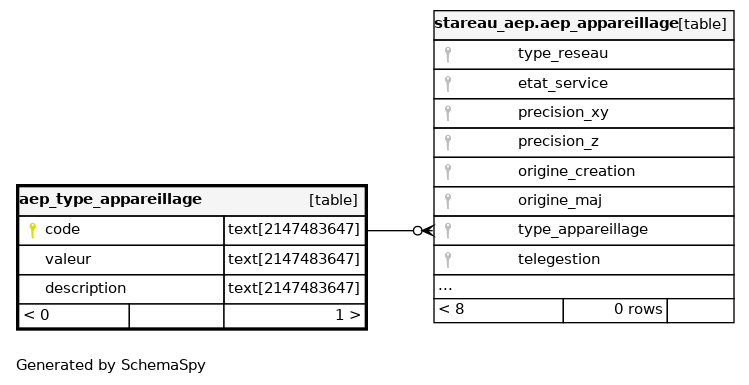 stareau_aep.aep_appareillage [table]
type_reseau
etat_service
precision_xy
precision_z
origine_creation
origine_maj
type_appareillage
telegestion
...
< 8 0 rows
aep_type_appareillage [table]
code text[2147483647]
valeur text[2147483647]
description text[2147483647]
< 0 1 >
Generated by SchemaSpy